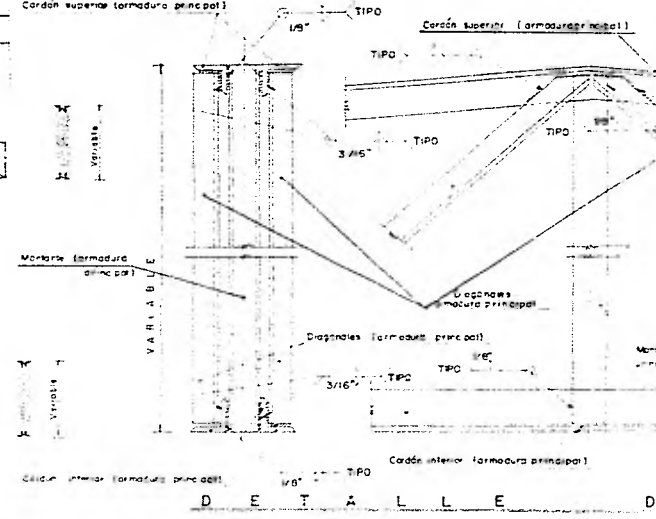 Cordón superior (armadura principal)
TIPO
1/8"
Cordón superior (armadura principal)
TIPO
Variable
TIPO
3/16"
TIPO
Montante (armadura
principal)
VARIABLE
Diagonales
armadura principal
Diagonales (armadura principal)
1/8"
TIPO
TIPO
3/16"
Variable
Cordón inferior (armadura principal)
Cordón inferior (armadura principal)
TIPO
1/8"
D E T A L L E D